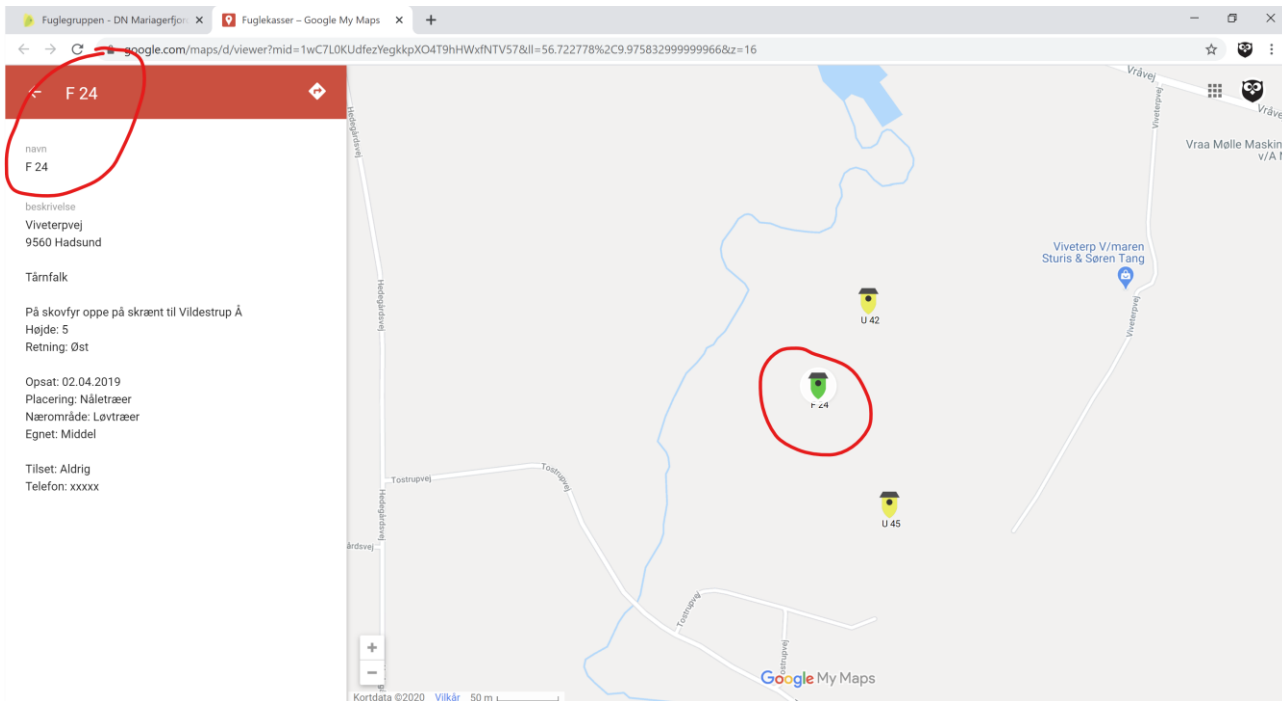 Fuglegruppen - DN Mariagerfjor
Fuglekasser – Google My Maps
google.com/maps/d/viewer?mid=1wC7L0KUdfezYegkkpXO4T9hHWxfNTV57&ll=56.722778%2C9.975832999999966&z=16
F 24
navn
F 24
beskrivelse
Viveterpvej
9560 Hadsund
Tårnfalk
På skovfyr oppe på skrænt til Vildestrup Å
Højde: 5
Retning: Øst
Opsat: 02.04.2019
Placering: Nåletræer
Nærområde: Løvtræer
Egnet: Middel
Tilset: Aldrig
Telefon: xxxxx
Vråvej
Vråve
Viveterpvej
Hedegårdsvej
Vraa Mølle Maskin
v/A M
Viveterp V/maren
Sturis & Søren Tang
Hedegårdsvej
U 42
Viveterpvej
F 24
Tostrupvej
Tostrupvej
Hedegårdsvej
U 45
årdsvej
Tostrupvej
Tostrupvej
Google My Maps
Kortdata ©2020 Vilkår 50 m